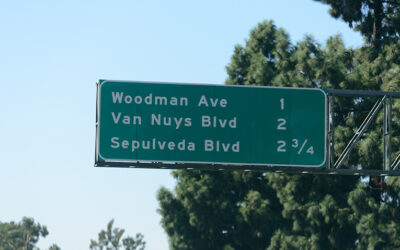 Woodman Ave 1
Van Nuys Blvd 2
Sepulveda Blvd 2 3/4